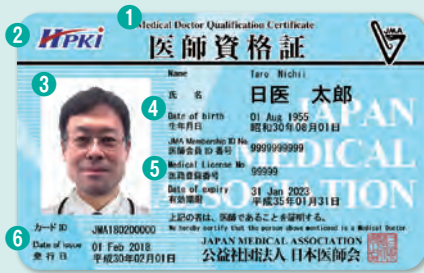 1
Medical Doctor Qualification Certificate
2
HPKI
医師資格証
JMA
3
Name Taro Nichii
氏 名 日医 太郎
4
Date of birth 01 Aug 1955
生年月日 昭和30年08月01日
JMA Membership ID No
医師会員 ID 番号 9999999999
5
Medical License No
医籍登録番号 99999
Date of expiry 31 Jan 2023
有効期限 平成35年01月31日
JAPAN
MEDICAL
ASSOCIATION
上記の者は、医師であることを証明する。
We hereby certify that the person above mentioned is a Medical Doctor.
6
カード ID JMA180200000
Date of issue 01 Feb 2018
発 行 日 平成30年02月01日
JAPAN MEDICAL ASSOCIATION
公益社団法人 日本医師会